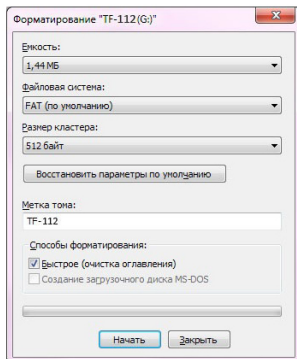 Форматирование "TF-112 (G:)"
Емкость:
1,44 МБ
Файловая система:
FAT (по умолчанию)
Размер кластера:
512 байт
Восстановить параметры по умолчанию
Метка тома:
TF-112
Способы форматирования:
Быстрое (очистка оглавления)
Создание загрузочного диска MS-DOS
Начать Закрыть